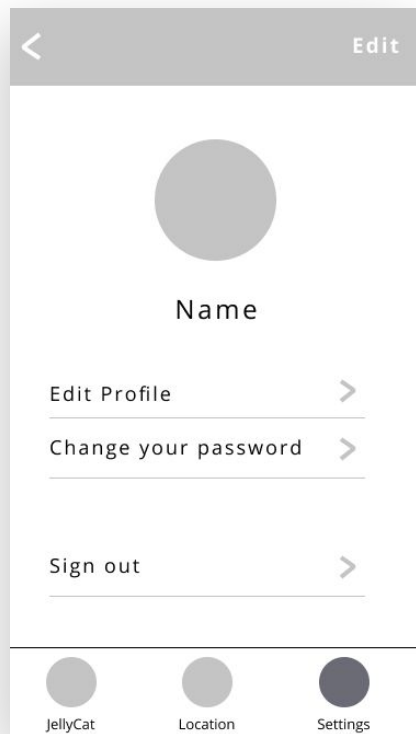 Edit
Name
Edit Profile
Change your password
Sign out
JellyCat Location Settings